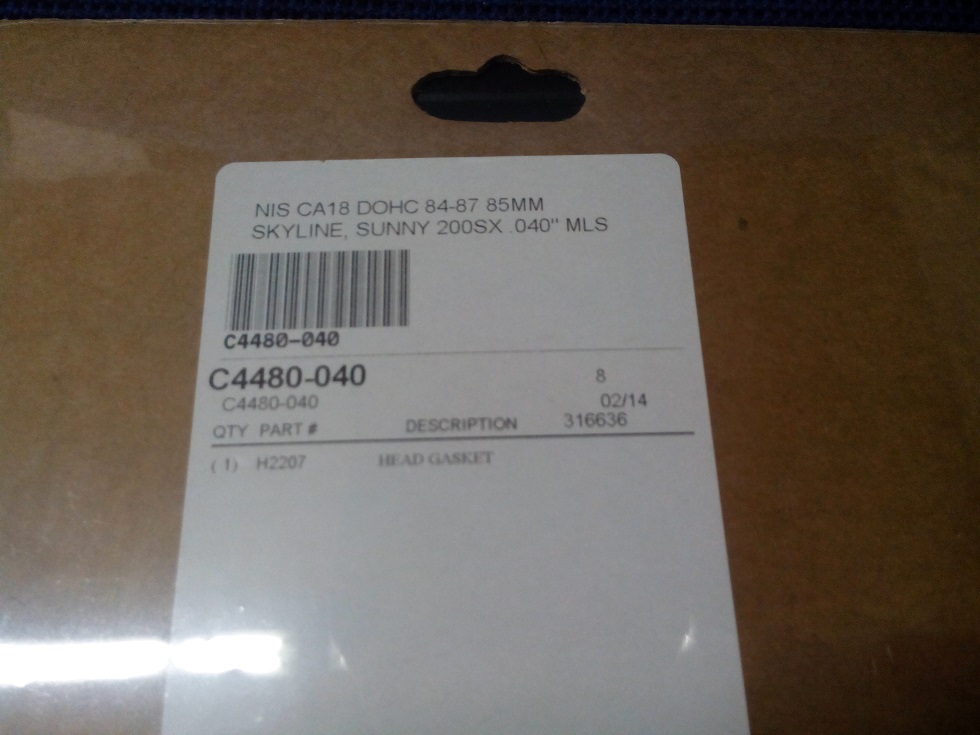 NIS CA18 DOHC 84-87 85MM
SKYLINE, SUNNY 200SX .040" MLS
C4480-040
C4480-040 8
C4480-040 02/14
QTY PART # DESCRIPTION 316636
( 1) H2207 HEAD GASKET